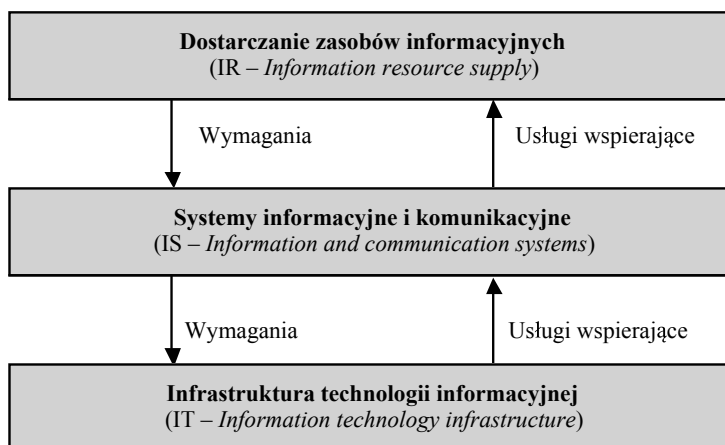 Dostarczanie zasobów informacyjnych
(IR – Information resource supply)
Wymagania
Usługi wspierające
Systemy informacyjne i komunikacyjne
(IS – Information and communication systems)
Wymagania
Usługi wspierające
Infrastruktura technologii informacyjnej
(IT – Information technology infrastructure)